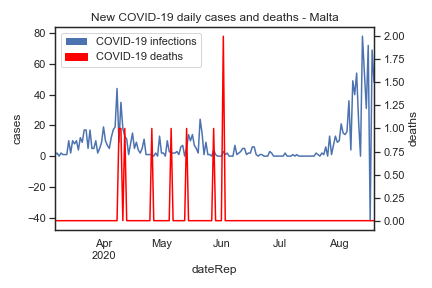 New COVID-19 daily cases and deaths - Malta
COVID-19 infections
COVID-19 deaths
cases
80
60
40
20
0
−20
−40
deaths
2.00
1.75
1.50
1.25
1.00
0.75
0.50
0.25
0.00
Apr
2020
May
Jun
Jul
Aug
dateRep